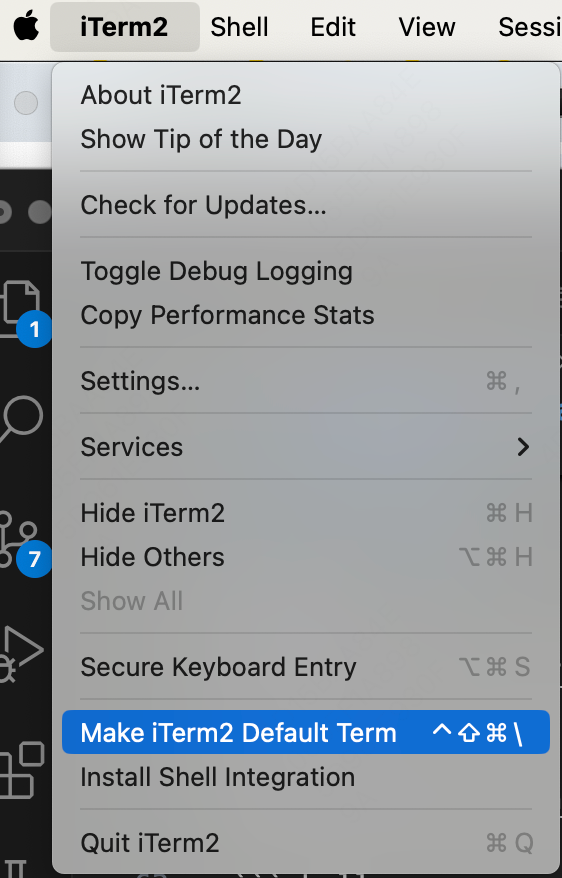 iTerm2 Shell Edit View Sessi
About iTerm2
Show Tip of the Day
Check for Updates...
Toggle Debug Logging
Copy Performance Stats
1
Settings... ⌘ ,
Services
Hide iTerm2 ⌘ H
Hide Others ⌥ ⌘ H
7
Show All
Secure Keyboard Entry ⌥ ⌘ S
Make iTerm2 Default Term ^ ⇧ ⌘ \
Install Shell Integration
Quit iTerm2 ⌘ Q